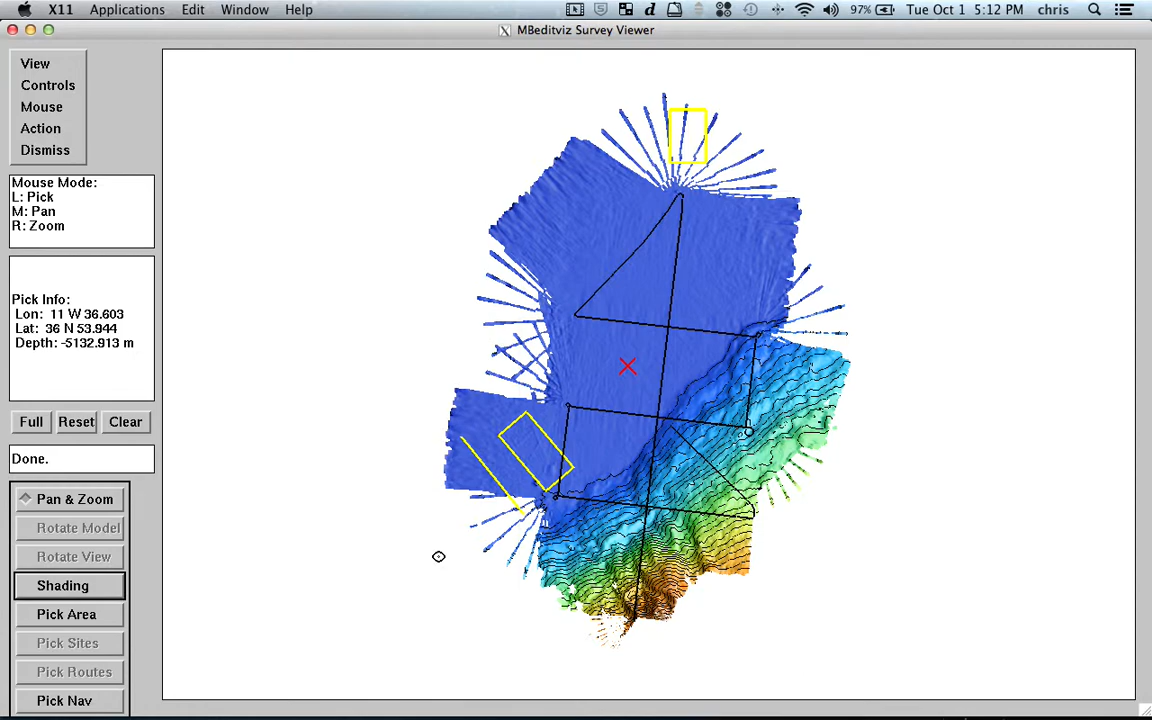 X11 Applications Edit Window Help 97% Tue Oct 1 5:12 PM chris
MBeditviz Survey Viewer
View
Controls
Mouse
Action
Dismiss
Mouse Mode:
L: Pick
M: Pan
R: Zoom
Pick Info:
Lon: 11 W 36.603
Lat: 36 N 53.944
Depth: -5132.913 m
Full Reset Clear
Done.
Pan & Zoom
Rotate Model
Rotate View
Shading
Pick Area
Pick Sites
Pick Routes
Pick Nav